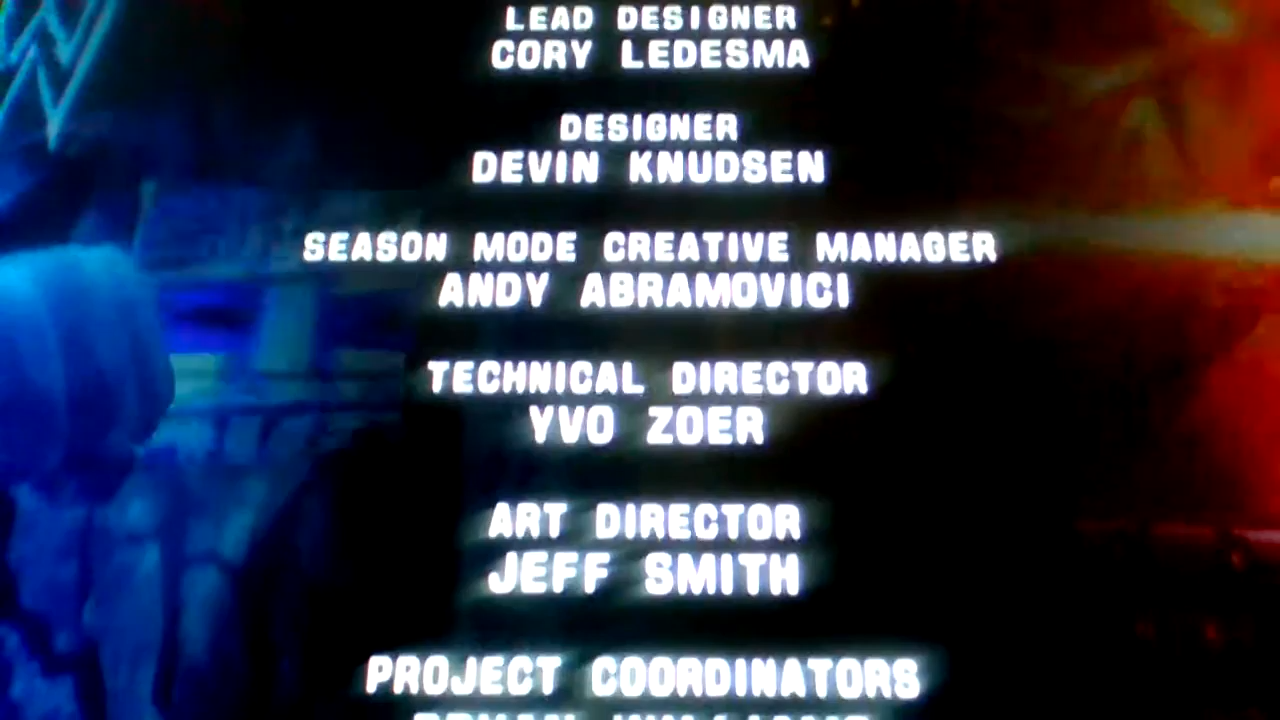 LEAD DESIGNER
CORY LEDESMA
DESIGNER
DEVIN KNUDSEN
SEASON MODE CREATIVE MANAGER
ANDY ABRAMOVICI
TECHNICAL DIRECTOR
YVO ZOER
ART DIRECTOR
JEFF SMITH
PROJECT COORDINATORS